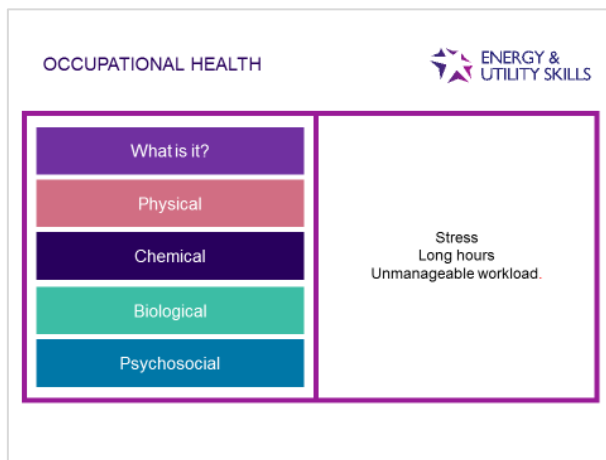 OCCUPATIONAL HEALTH
ENERGY &
UTILITY SKILLS
What is it?
Physical
Chemical
Biological
Psychosocial
Stress
Long hours
Unmanageable workload.